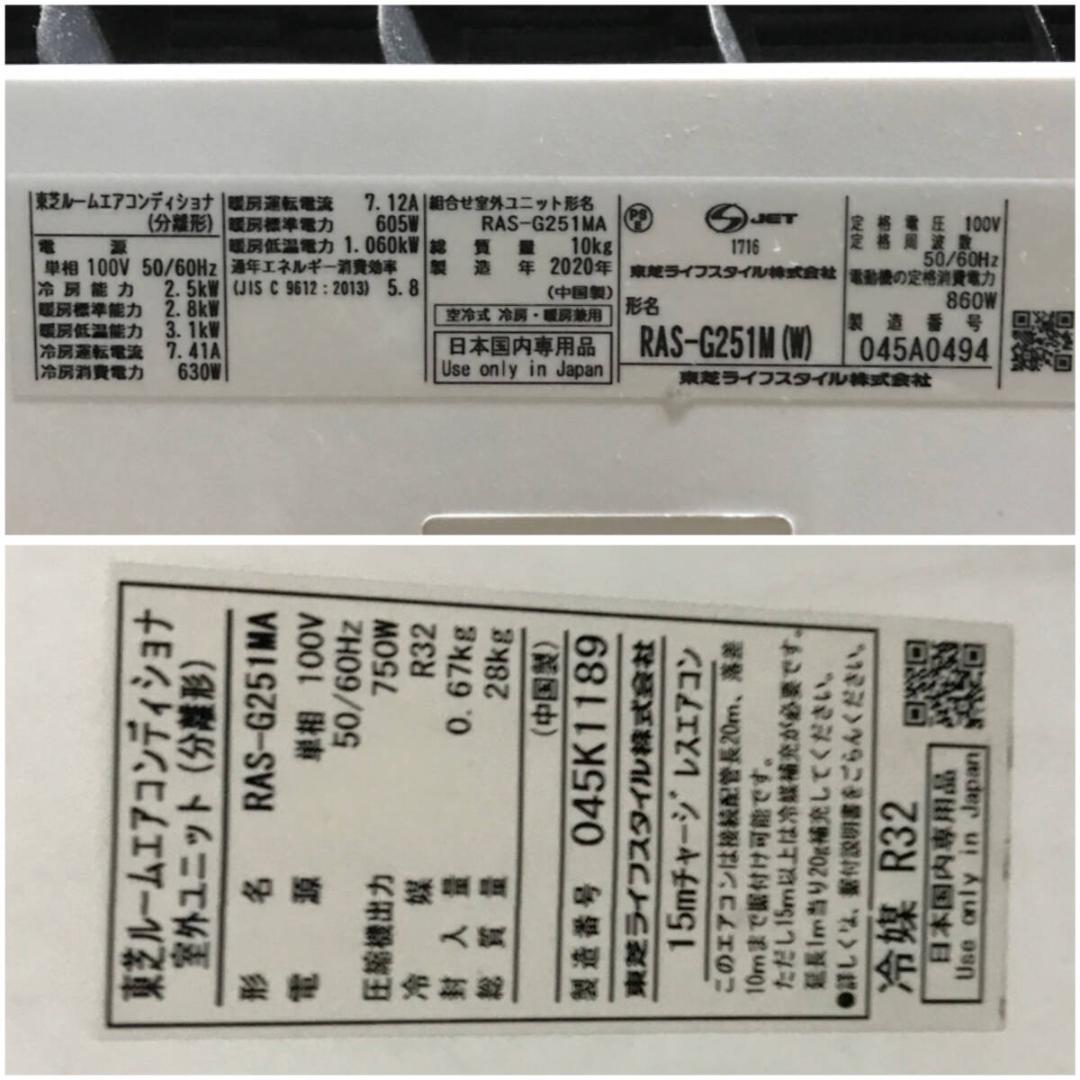 東芝ルームエアコンディショナ
(分離形)
電源
単相 100V 50/60Hz
冷房能力 2.5kW
暖房標準能力 2.8kW
暖房低温能力 3.1kW
冷房運転電流 7.41A
冷房消費電力 630W
暖房運転電流 7.12A
暖房標準電力 605W
暖房低温電力 1.060kW
通年エネルギー消費効率
(JIS C 9612:2013) 5.8
組合せ室外ユニット形名
RAS-G251MA
総質量 10kg
製造年 2020年
(中国製)
空冷式 冷房・暖房兼用
日本国内専用品
Use only in Japan
PS E JET
1716
東芝ライフスタイル株式会社
形名
RAS-G251M(W)
東芝ライフスタイル株式会社
定格電圧 100V
定格周波数
50/60Hz
電動機の定格消費電力
860W
製造番号
045A0494
東芝ルームエアコンディショナ
室外ユニット(分離形)
形名 RAS-G251MA
電源 単相 100V
50/60Hz
圧縮機出力 750W
冷媒 R32
封入量 0.67kg
総質量 28kg
(中国製)
製造番号 045K1189
東芝ライフスタイル株式会社
15mチャージレスエアコン
このエアコンは接続配管長20m、落差
10mまで据付け可能です。
ただし15m以上は冷媒補充が必要です。
延長1m当り20g補充してください。
●詳しくは、据付説明書をごらんください。
冷媒 R32
日本国内専用品
Use only in Japan